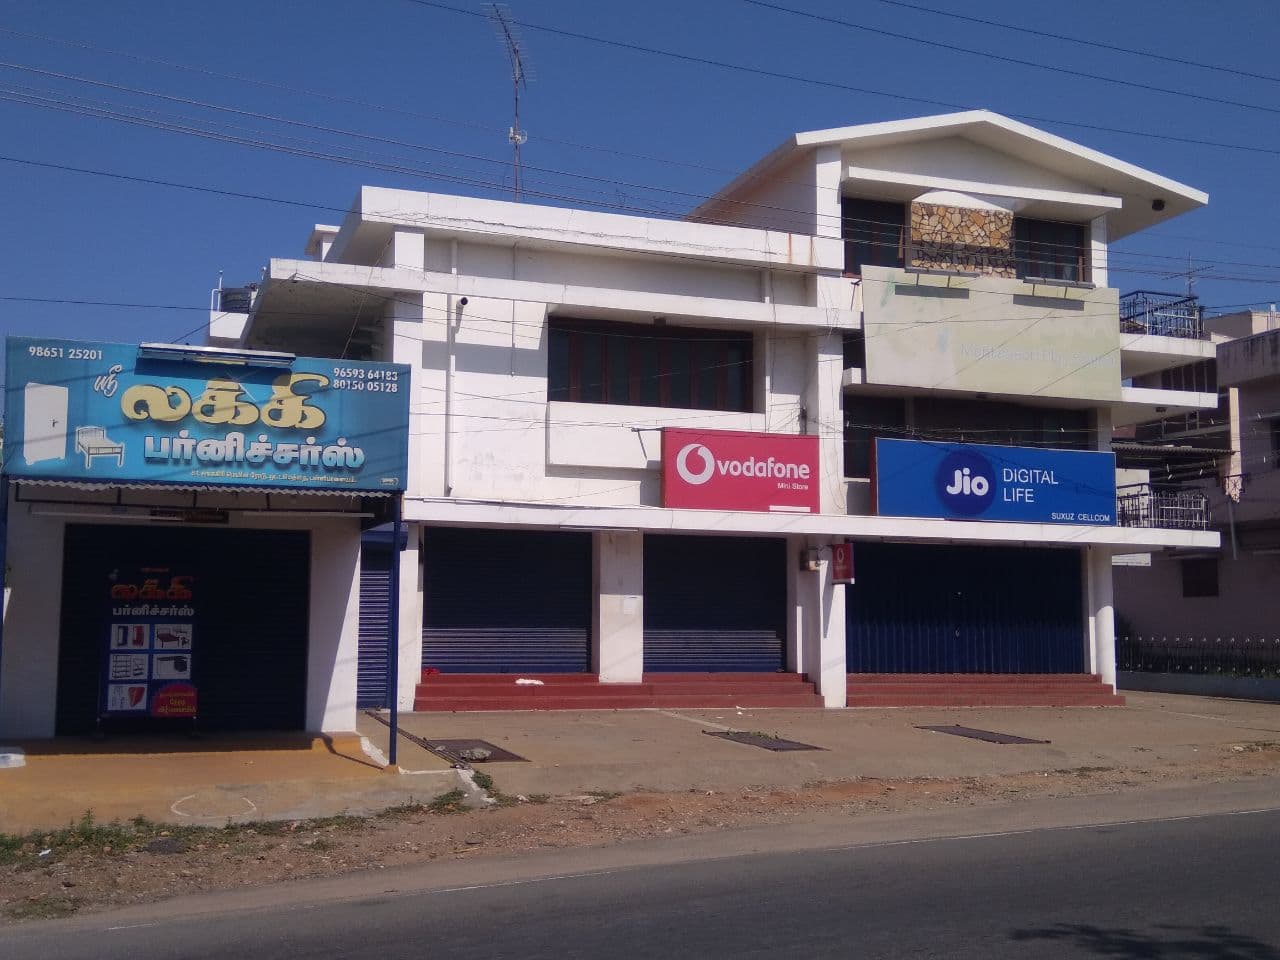 98651 25201
ஸ்ரீ
லக்கி
பர்னிச்சர்ஸ்
96593 64183
80150 05128
லக்கி
பர்னிச்சர்ஸ்
vodafone
Mini Store
Jio
DIGITAL
LIFE
SUXUZ CELLCOM